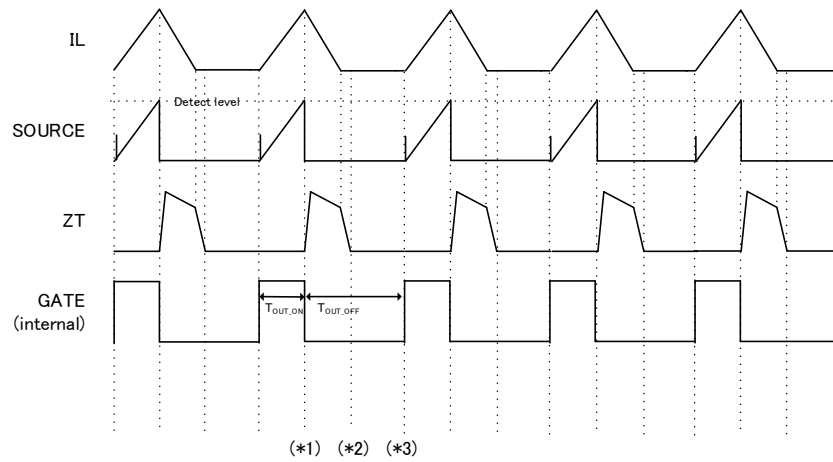 IL
Detect level
SOURCE
ZT
GATE
(internal)
TOUT_ON
TOUT_OFF
(*1) (*2) (*3)